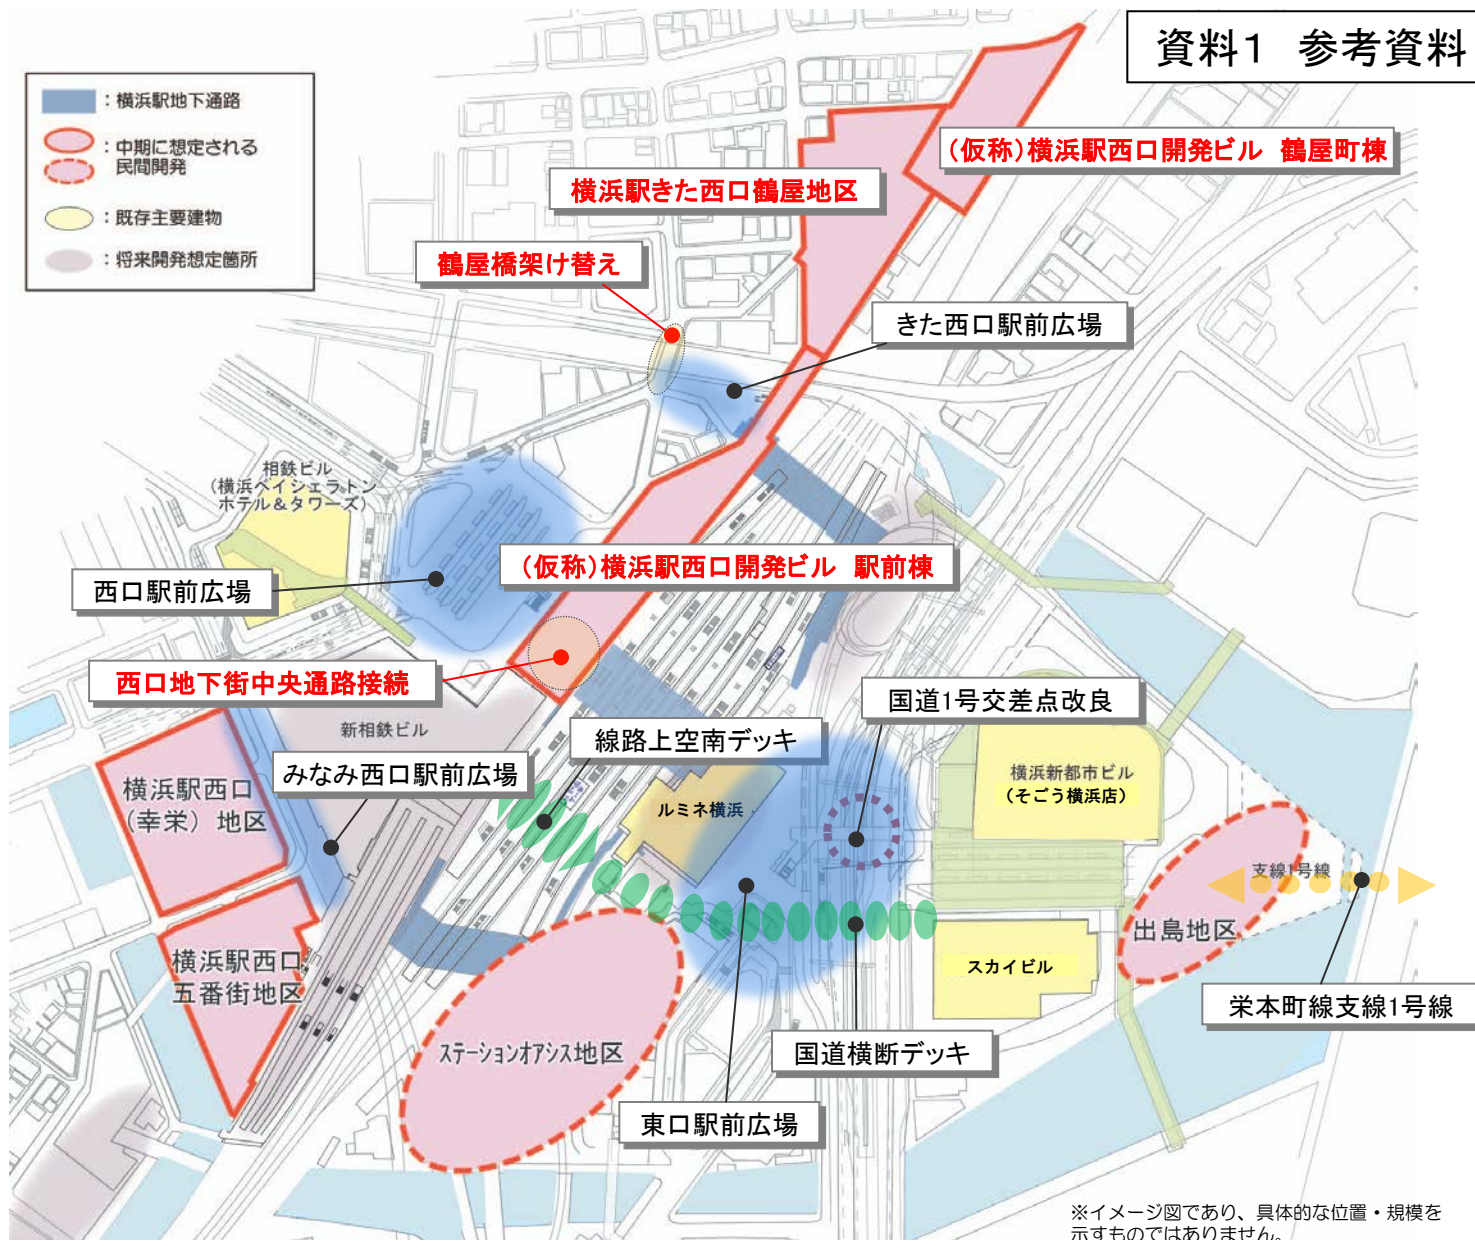 資料1 参考資料
：横浜駅地下通路
：中期に想定される
民間開発
：既存主要建物
：将来開発想定箇所
（仮称）横浜駅西口開発ビル 鶴屋町棟
横浜駅きた西口鶴屋地区
鶴屋橋架け替え
きた西口駅前広場
相鉄ビル
（横浜ベイシェラトン
ホテル&タワーズ）
（仮称）横浜駅西口開発ビル 駅前棟
西口駅前広場
西口地下街中央通路接続
国道1号交差点改良
新相鉄ビル
線路上空南デッキ
みなみ西口駅前広場
横浜新都市ビル
（そごう横浜店）
横浜駅西口
（幸栄）地区
ルミネ横浜
支線1号線
出島地区
横浜駅西口
五番街地区
スカイビル
栄本町線支線1号線
ステーションオアシス地区
国道横断デッキ
東口駅前広場
※イメージ図であり、具体的な位置・規模を
示すものではありません。